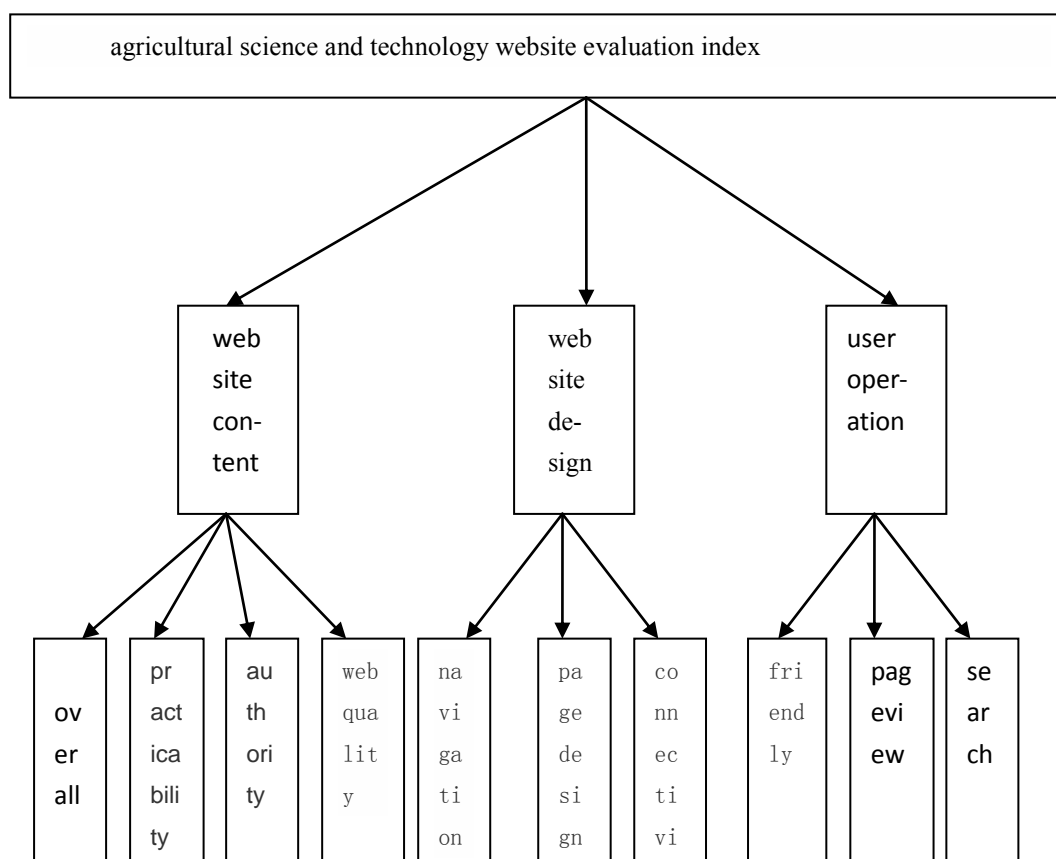 agricultural science and technology website evaluation index
web
site
con-
tent
web
site
de-
sign
user
oper-
ation
ov
er
all
pr
act
ica
bili
ty
au
th
ori
ty
web
qua
lit
y
na
vi
ga
ti
on
pa
ge
de
si
gn
co
nn
ec
ti
vi
fri
end
ly
pag
evi
ew
se
ar
ch